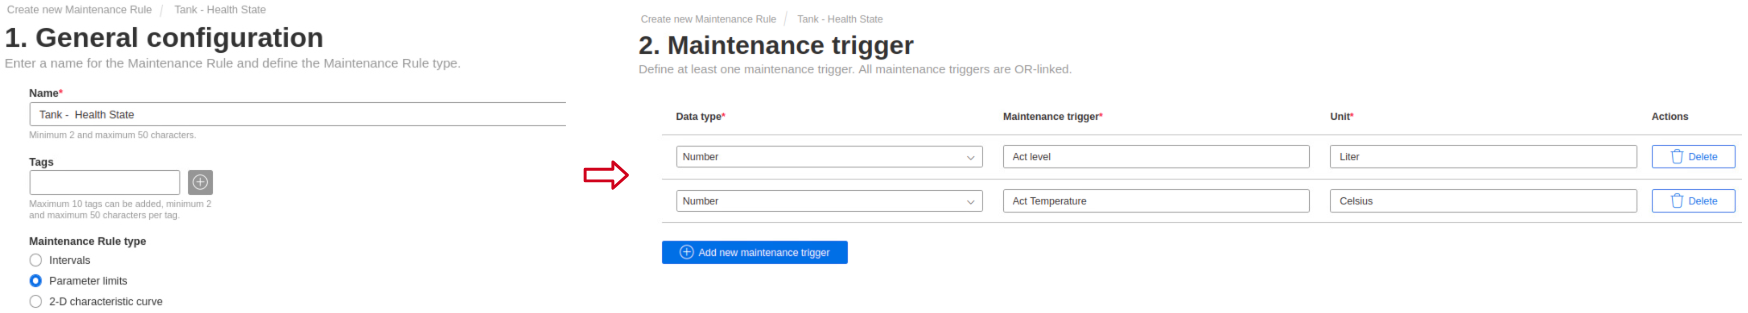 Create new Maintenance Rule / Tank - Health State
1. General configuration
Enter a name for the Maintenance Rule and define the Maintenance Rule type.
Name*
Tank -  Health State
Minimum 2 and maximum 50 characters.
Tags
Maximum 10 tags can be added, minimum 2
and maximum 50 characters per tag.
Maintenance Rule type
Intervals
Parameter limits
2-D characteristic curve
Create new Maintenance Rule / Tank - Health State
2. Maintenance trigger
Define at least one maintenance trigger. All maintenance triggers are OR-linked.
Data type* Maintenance trigger* Unit* Actions
Number Act level Liter Delete
Number Act Temperature Celsius Delete
Add new maintenance trigger